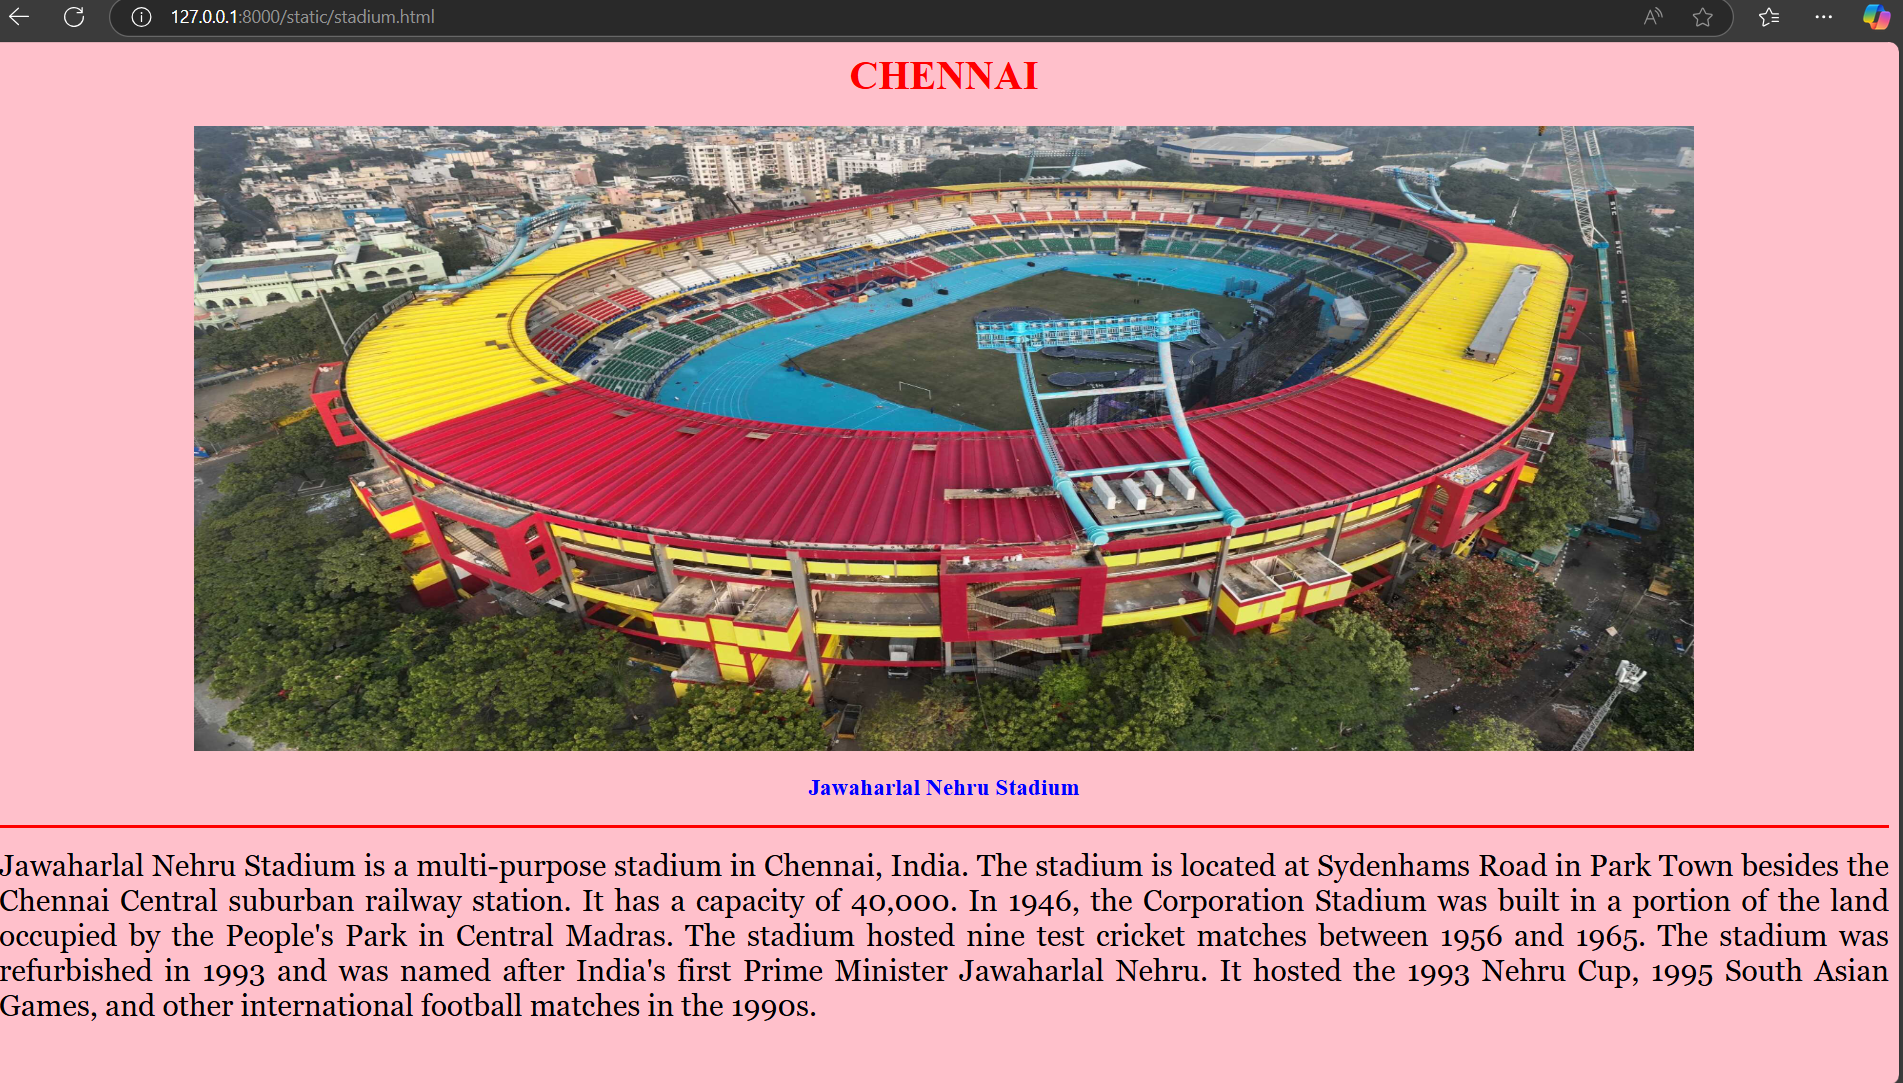 127.0.0.1:8000/static/stadium.html
CHENNAI
Jawaharlal Nehru Stadium
Jawaharlal Nehru Stadium is a multi-purpose stadium in Chennai, India. The stadium is located at Sydenhams Road in Park Town besides the
Chennai Central suburban railway station. It has a capacity of 40,000. In 1946, the Corporation Stadium was built in a portion of the land
occupied by the People's Park in Central Madras. The stadium hosted nine test cricket matches between 1956 and 1965. The stadium was
refurbished in 1993 and was named after India's first Prime Minister Jawaharlal Nehru. It hosted the 1993 Nehru Cup, 1995 South Asian
Games, and other international football matches in the 1990s.